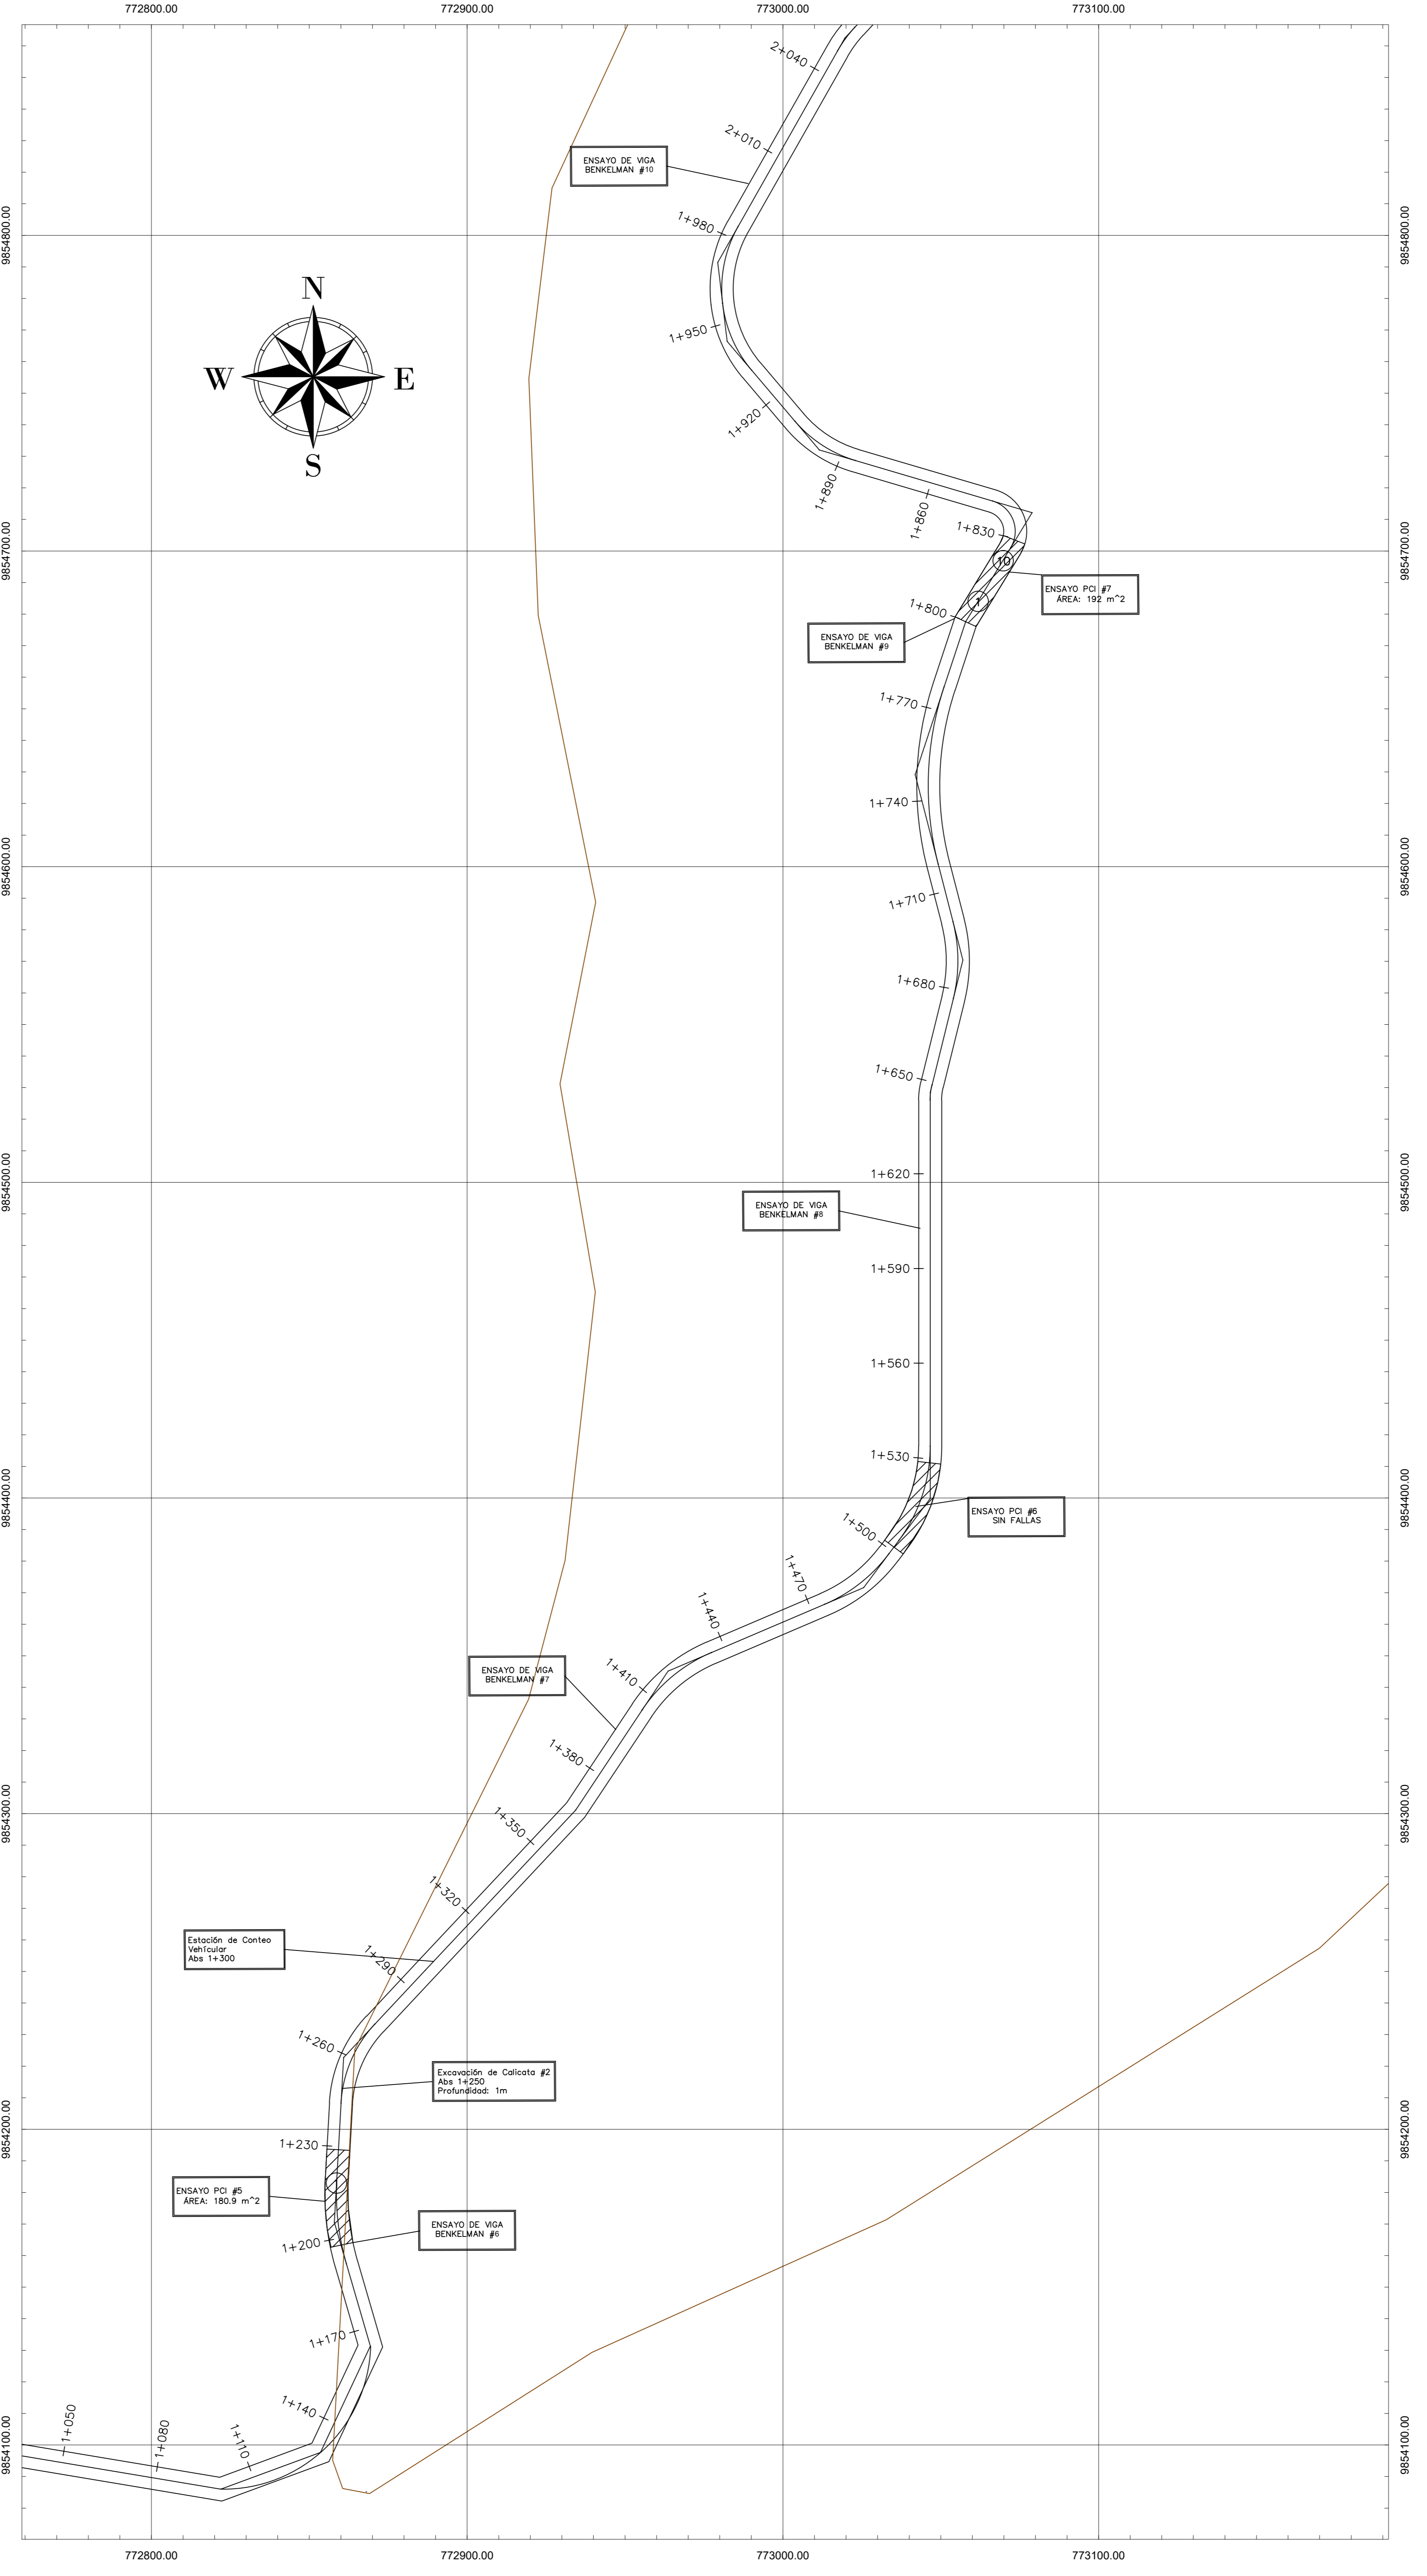 772800.00
772900.00
773000.00
773100.00
2+040
2+010
ENSAYO DE VIGA
BENKELMAN #10
1+980
9854800.00
9854800.00
N
W
E
S
1+950
1+920
1+890
1+860
1+830
9854700.00
9854700.00
10
ENSAYO PCI #7
ÁREA: 192 m^2
1
1+800
ENSAYO DE VIGA
BENKELMAN #9
1+770
1+740
9854600.00
9854600.00
1+710
1+680
1+650
1+620
9854500.00
9854500.00
ENSAYO DE VIGA
BENKELMAN #8
1+590
1+560
1+530
9854400.00
9854400.00
ENSAYO PCI #6
SIN FALLAS
1+500
1+470
1+440
1+410
ENSAYO DE VIGA
BENKELMAN #7
1+380
9854300.00
9854300.00
1+350
1+320
Estación de Conteo
Vehícular
Abs 1+300
1+290
1+260
Excavación de Calicata #2
Abs 1+250
Profundidad: 1m
9854200.00
9854200.00
1+230
ENSAYO PCI #5
ÁREA: 180.9 m^2
ENSAYO DE VIGA
BENKELMAN #6
1+200
1+170
1+140
1+110
1+080
1+050
9854100.00
9854100.00
772800.00
772900.00
773000.00
773100.00